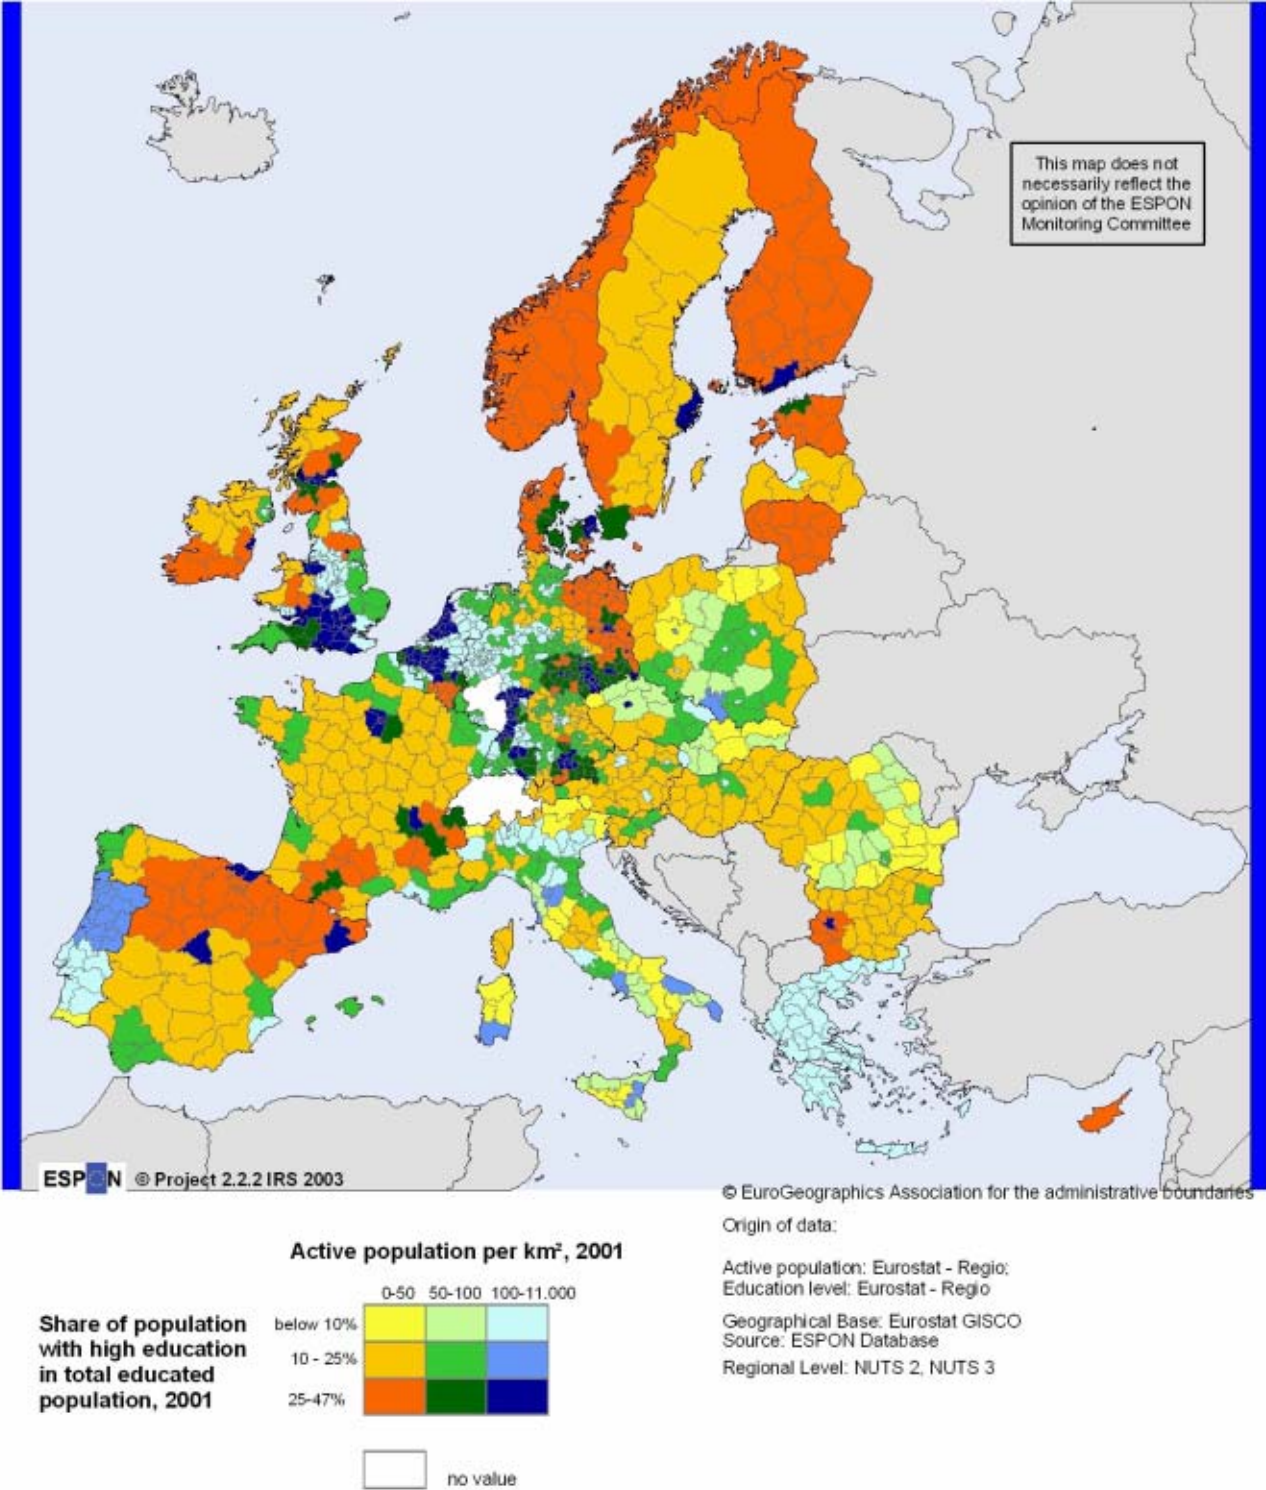 This map does not
necessarily reflect the
opinion of the ESPON
Monitoring Committee
ESPON © Project 2.2.2 IRS 2003
© EuroGeographics Association for the administrative boundaries
Origin of data:
Active population: Eurostat - Regio;
Education level: Eurostat - Regio
Geographical Base: Eurostat GISCO
Source: ESPON Database
Regional Level: NUTS 2, NUTS 3
Active population per km², 2001
0-50 50-100 100-11.000
Share of population
with high education
in total educated
population, 2001
below 10%
10 - 25%
25-47%
no value